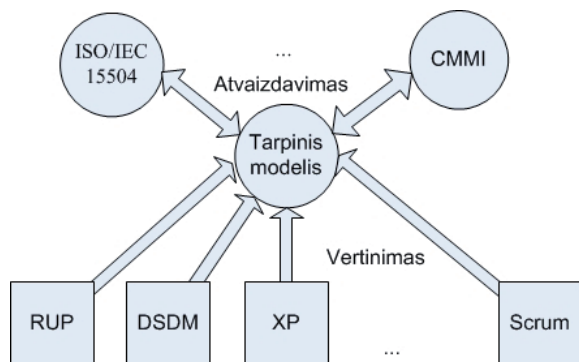 ISO/IEC
15504
...
CMMI
Atvaizdavimas
Tarpinis
modelis
Vertinimas
RUP
DSDM
XP
...
Scrum